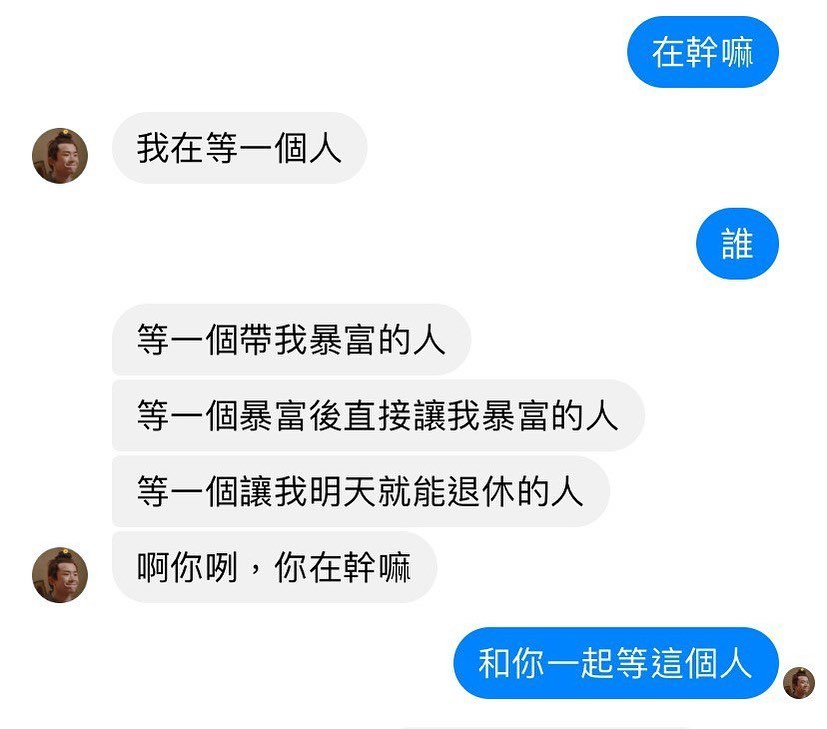 在幹嘛
我在等一個人
誰
等一個帶我暴富的人
等一個暴富後直接讓我暴富的人
等一個讓我明天就能退休的人
啊你咧，你在幹嘛
和你一起等這個人